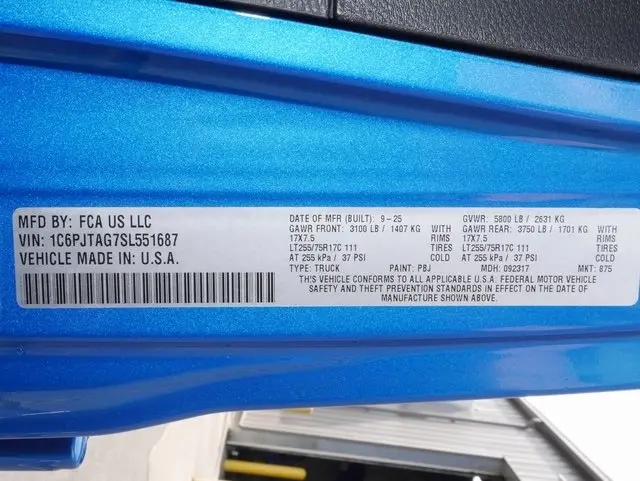 MFD BY: FCA US LLC
VIN: 1C6PJTAG7SL551687
VEHICLE MADE IN: U.S.A.
DATE OF MFR (BUILT): 9-25 GVWR: 5800 LB / 2631 KG
GAWR FRONT: 3100 LB/ 1407 KG WITH GAWR REAR: 3750 LB/ 1701 KG WITH
17X7.5 RIMS 17X7.5 RIMS
LT255/75R17C 111 TIRES LT255/75R17C 111 TIRES
AT 255 kPa / 37 PSI COLD AT 255 kPa / 37 PSI COLD
TYPE: TRUCK PAINT: PBJ MDH: 092317 MKT: 875
THIS VEHICLE CONFORMS TO ALL APPLICABLE U.S.A. FEDERAL MOTOR VEHICLE
SAFETY AND THEFT PREVENTION STANDARDS IN EFFECT ON THE DATE OF
MANUFACTURE SHOWN ABOVE.